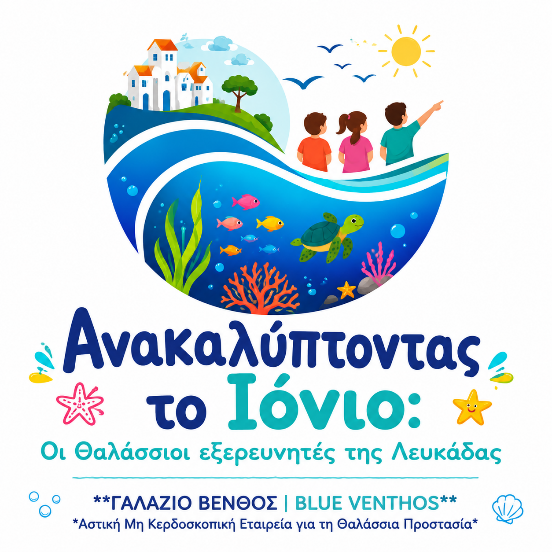 Ανακαλύπτοντας
το Ιόνιο:
Οι Θαλάσσιοι εξερευνητές της Λευκάδας
**ΓΑΛΑΖΙΟ ΒΕΝΘΟΣ | BLUE VENTHOS**
*Αστική Μη Κερδοσκοπική Εταιρεία για τη Θαλάσσια Προστασία*